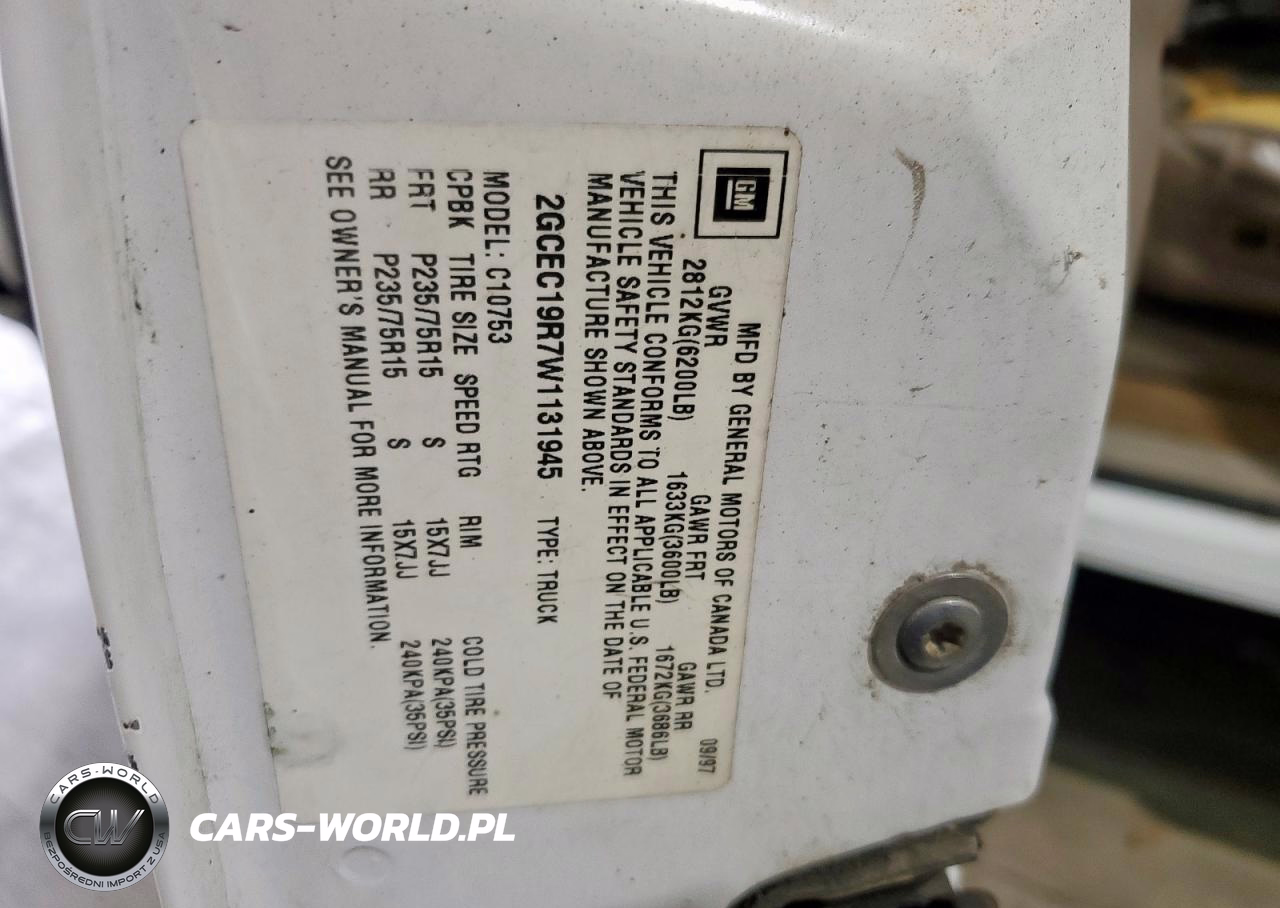 GM
MFD BY GENERAL MOTORS OF CANADA LTD.
09/97
GVWR GAWR FRT GAWR RR
2812KG(6200LB) 1633KG(3600LB) 1672KG(3686LB)
THIS VEHICLE CONFORMS TO ALL APPLICABLE U.S. FEDERAL MOTOR
VEHICLE SAFETY STANDARDS IN EFFECT ON THE DATE OF
MANUFACTURE SHOWN ABOVE.
2GCEC19R7W1131945 TYPE: TRUCK
MODEL: C10753
CPBK TIRE SIZE SPEED RTG RIM COLD TIRE PRESSURE
FRT P235/75R15 S 15X7JJ 240KPA(35PSI)
RR P235/75R15 S 15X7JJ 240KPA(35PSI)
SEE OWNER'S MANUAL FOR MORE INFORMATION.
CARS-WORLD
CW
BEZPOŚREDNI IMPORT Z USA
CARS-WORLD.PL